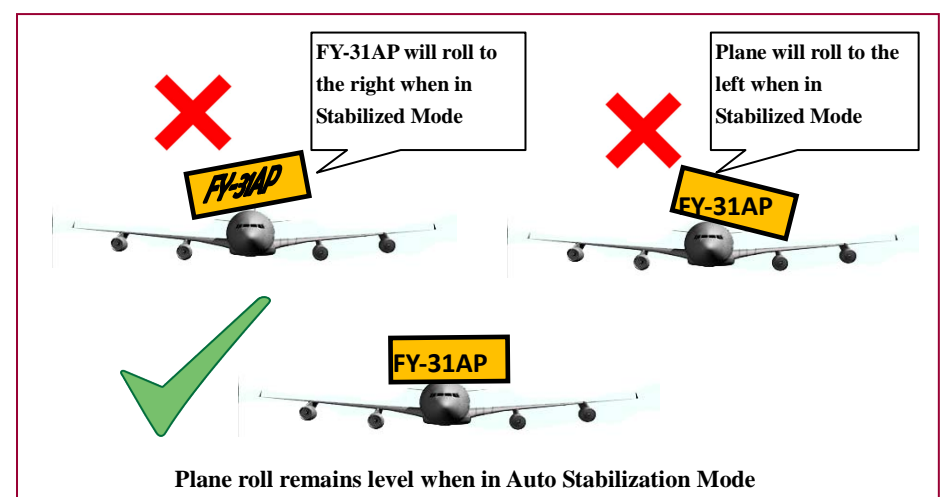 FY-31AP will roll to
the right when in
Stabilized Mode
Plane will roll to the
left when in
Stabilized Mode
FY-31AP
FY-31AP
FY-31AP
Plane roll remains level when in Auto Stabilization Mode